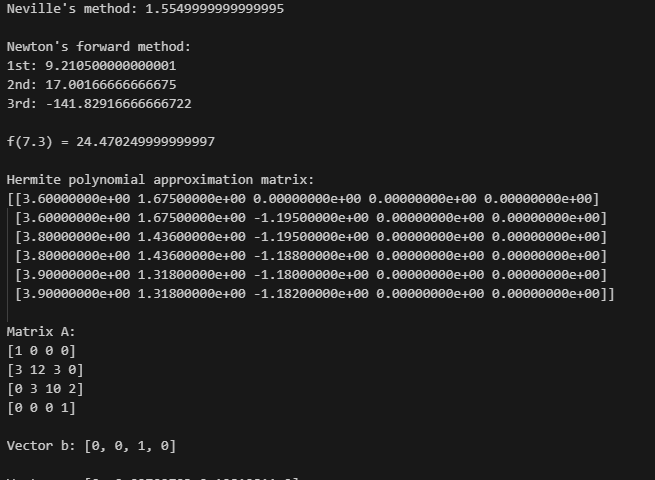 Neville's method: 1.5549999999999995
Newton's forward method:
1st: 9.210500000000001
2nd: 17.00166666666675
3rd: -141.82916666666722
f(7.3) = 24.470249999999997
Hermite polynomial approximation matrix:
[[3.60000000e+00 1.67500000e+00 0.00000000e+00 0.00000000e+00 0.00000000e+00]
[3.60000000e+00 1.67500000e+00 -1.19500000e+00 0.00000000e+00 0.00000000e+00]
[3.80000000e+00 1.43600000e+00 -1.19500000e+00 0.00000000e+00 0.00000000e+00]
[3.80000000e+00 1.43600000e+00 -1.18800000e+00 0.00000000e+00 0.00000000e+00]
[3.90000000e+00 1.31800000e+00 -1.18000000e+00 0.00000000e+00 0.00000000e+00]
[3.90000000e+00 1.31800000e+00 -1.18200000e+00 0.00000000e+00 0.00000000e+00]]
Matrix A:
[1 0 0 0]
[3 12 3 0]
[0 3 10 2]
[0 0 0 1]
Vector b: [0, 0, 1, 0]